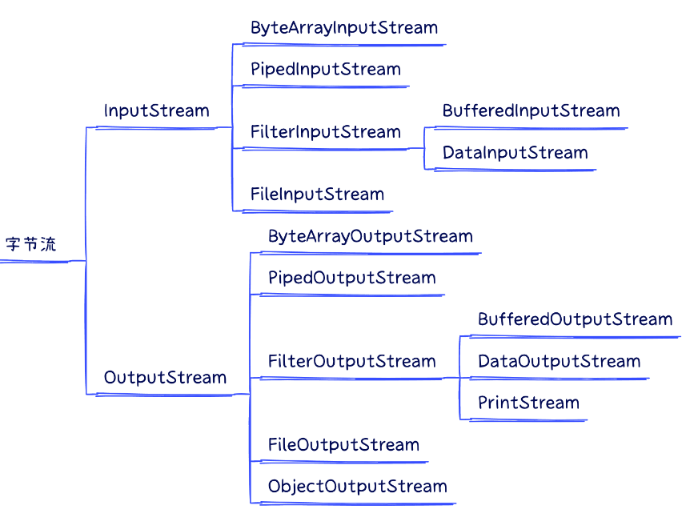 字节流
InputStream
ByteArrayInputStream
PipedInputStream
FilterInputStream
BufferedInputStream
DataInputStream
FileInputStream
OutputStream
ByteArrayOutputStream
PipedOutputStream
FilterOutputStream
BufferedOutputStream
DataOutputStream
PrintStream
FileOutputStream
ObjectOutputStream